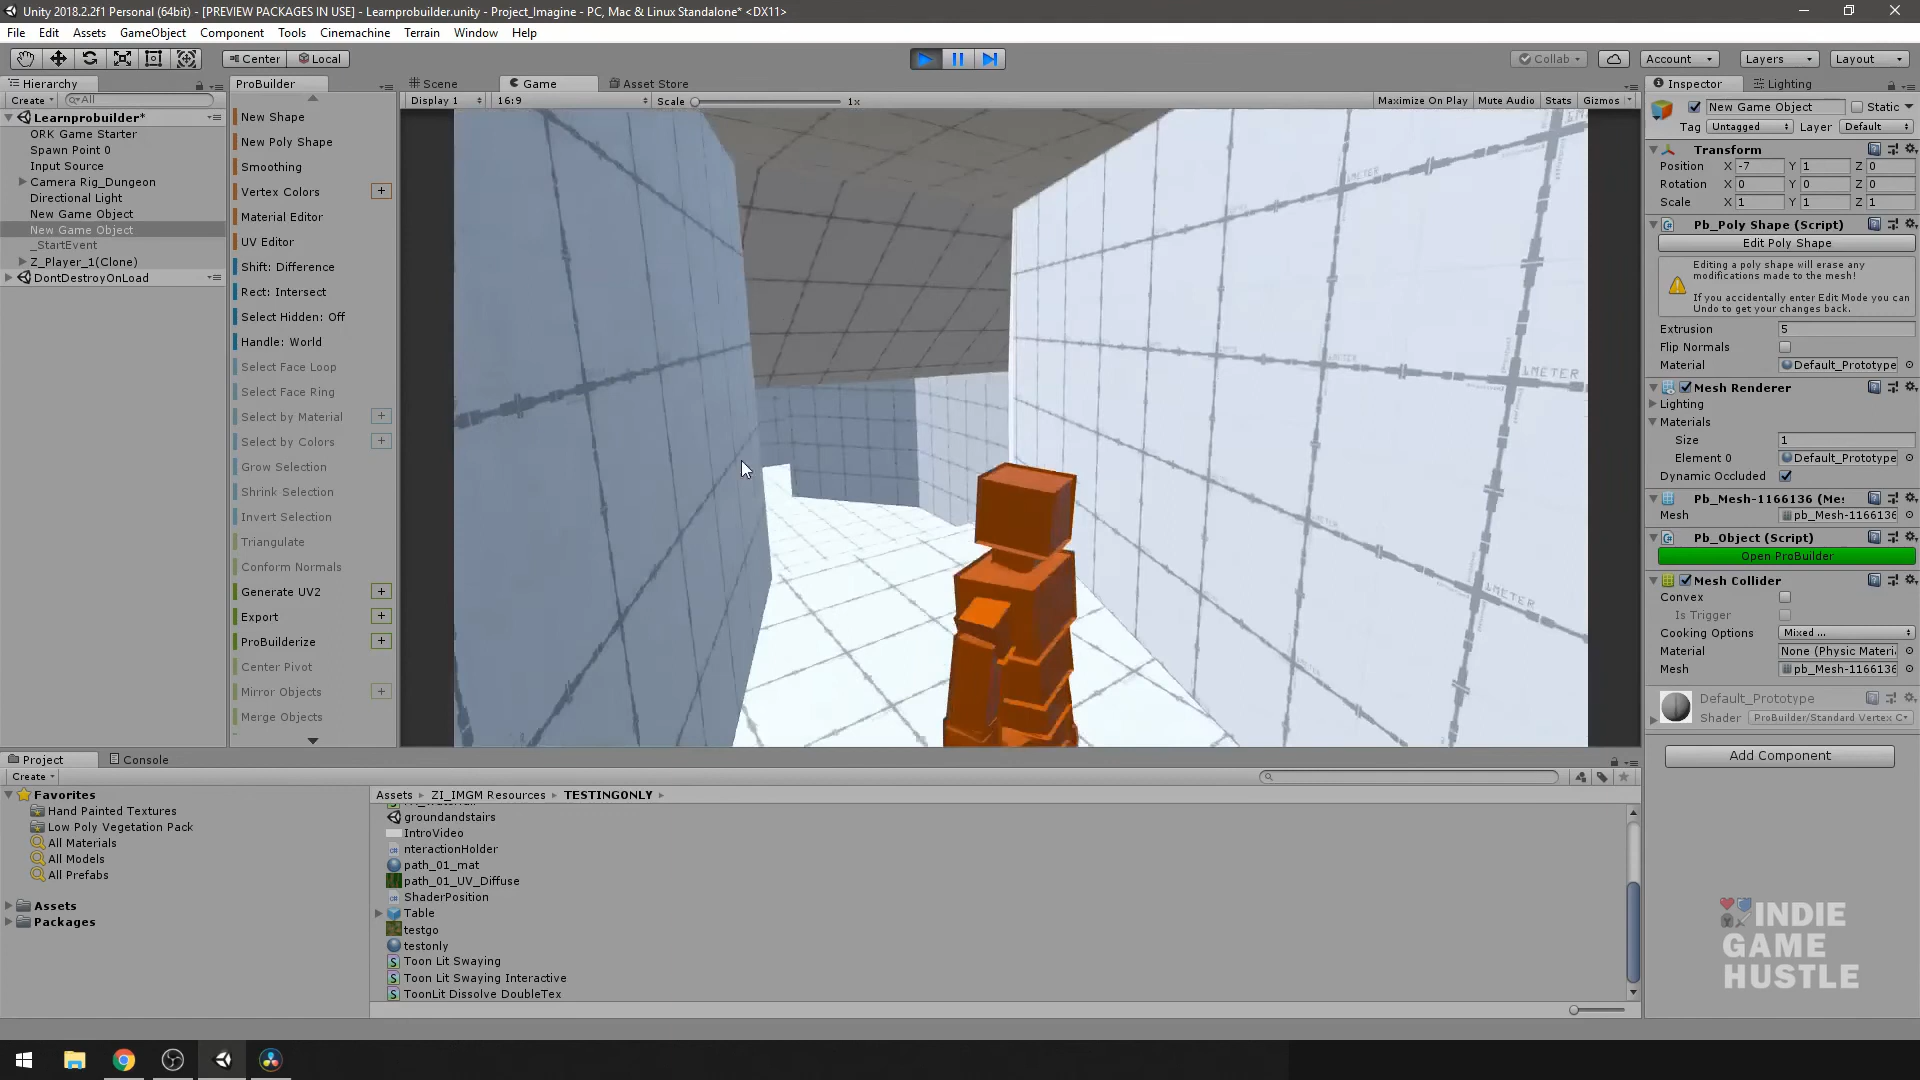 Unity 2018.2.2f1 Personal (64bit) - [PREVIEW PACKAGES IN USE] - Learnprobuilder.unity - Project_Imagine - PC, Mac & Linux Standalone* <DX11>
File Edit Assets GameObject Component Tools Cinemachine Terrain Window Help
Center Local Collab Account Layers Layout
Hierarchy
Create All
Learnprobuilder*
ORK Game Starter
Spawn Point 0
Input Source
Camera Rig_Dungeon
Directional Light
New Game Object
New Game Object
_StartEvent
Z_Player_1(Clone)
DontDestroyOnLoad
ProBuilder
New Shape
New Poly Shape
Smoothing
Vertex Colors +
Material Editor
UV Editor
Shift: Difference
Rect: Intersect
Select Hidden: Off
Handle: World
Select Face Loop
Select Face Ring
Select by Material +
Select by Colors +
Grow Selection
Shrink Selection
Invert Selection
Triangulate
Conform Normals
Generate UV2 +
Export +
ProBuilderize +
Center Pivot
Mirror Objects +
Merge Objects
Scene Game Asset Store
Display 1 16:9 Scale 1x Maximize On Play Mute Audio Stats Gizmos
1METER
1METER
Inspector Lighting
New Game Object Static
Tag Untagged Layer Default
Transform
Position X -7 Y 1 Z 0
Rotation X 0 Y 0 Z 0
Scale X 1 Y 1 Z 1
Pb_Poly Shape (Script)
Edit Poly Shape
Editing a poly shape will erase any
modifications made to the mesh!
If you accidentally enter Edit Mode you can
Undo to get your changes back.
Extrusion 5
Flip Normals
Material Default_Prototype
Mesh Renderer
Lighting
Materials
Size 1
Element 0 Default_Prototype
Dynamic Occluded
Pb_Mesh-1166136 (Me
Mesh pb_Mesh-1166136
Pb_Object (Script)
Open ProBuilder
Mesh Collider
Convex
Is Trigger
Cooking Options Mixed ...
Material None (Physic Materi
Mesh pb_Mesh-1166136
Default_Prototype
Shader ProBuilder/Standard Vertex C
Add Component
Project Console
Create
Favorites
Hand Painted Textures
Low Poly Vegetation Pack
All Materials
All Models
All Prefabs
Assets
Packages
Assets ZI_IMGM Resources TESTINGONLY
groundandstairs
IntroVideo
nteractionHolder
path_01_mat
path_01_UV_Diffuse
ShaderPosition
Table
testgo
testonly
Toon Lit Swaying
Toon Lit Swaying Interactive
ToonLit Dissolve DoubleTex
INDIE
GAME
HUSTLE